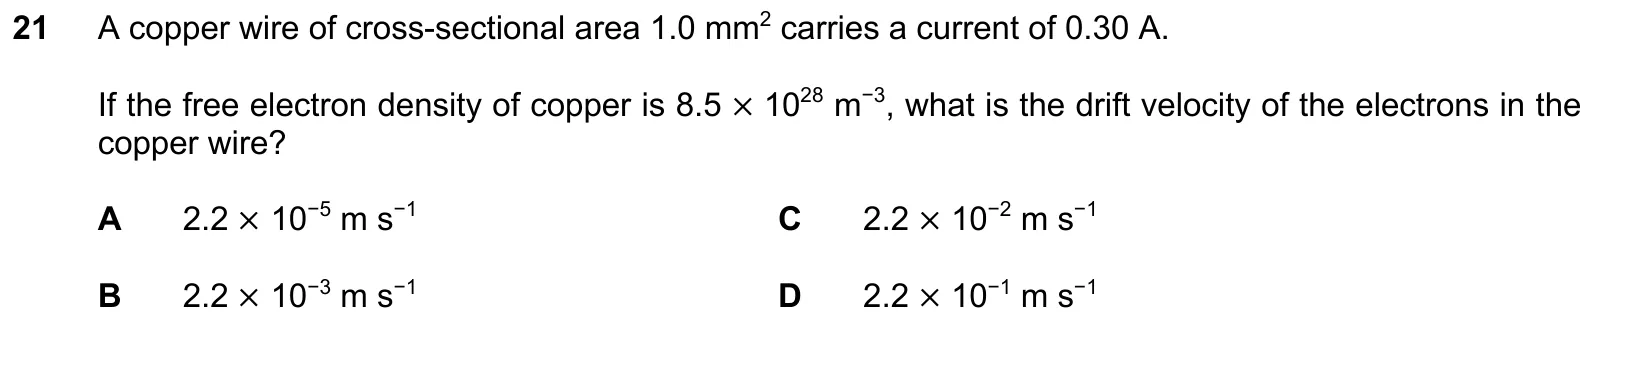 21 A copper wire of cross-sectional area 1.0 mm² carries a current of 0.30 A.
If the free electron density of copper is 8.5 × 10²⁸ m⁻³, what is the drift velocity of the electrons in the
copper wire?
A 2.2 × 10⁻⁵ m s⁻¹ C 2.2 × 10⁻² m s⁻¹
B 2.2 × 10⁻³ m s⁻¹ D 2.2 × 10⁻¹ m s⁻¹